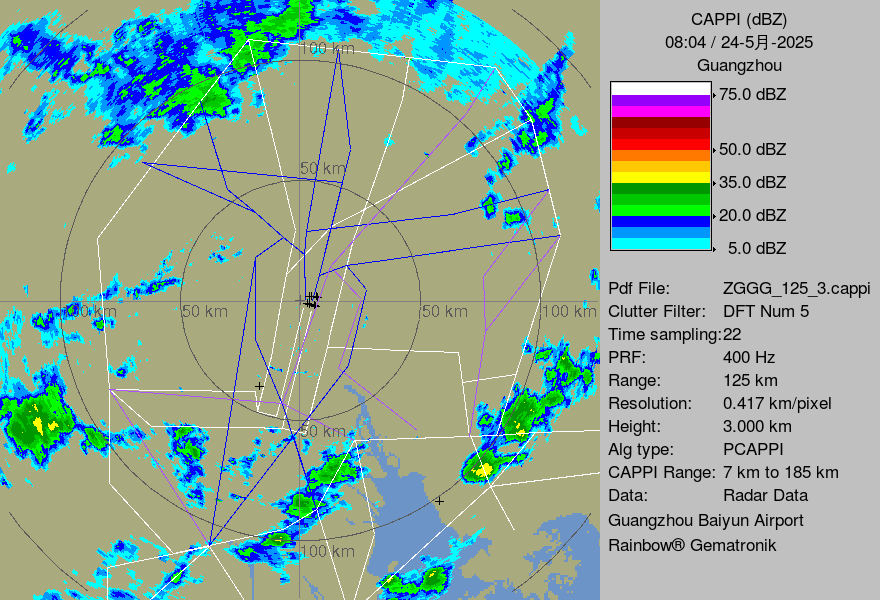 100 km
50 km
50 km
50 km
50 km
100 km
100 km
CAPPI (dBZ)
08:04 / 24-5月-2025
Guangzhou
75.0 dBZ
50.0 dBZ
35.0 dBZ
20.0 dBZ
5.0 dBZ
Pdf File: ZGGG_125_3.cappi
Clutter Filter: DFT Num 5
Time sampling:22
PRF: 400 Hz
Range: 125 km
Resolution: 0.417 km/pixel
Height: 3.000 km
Alg type: PCAPPI
CAPPI Range: 7 km to 185 km
Data: Radar Data
Guangzhou Baiyun Airport
Rainbow® Gematronik